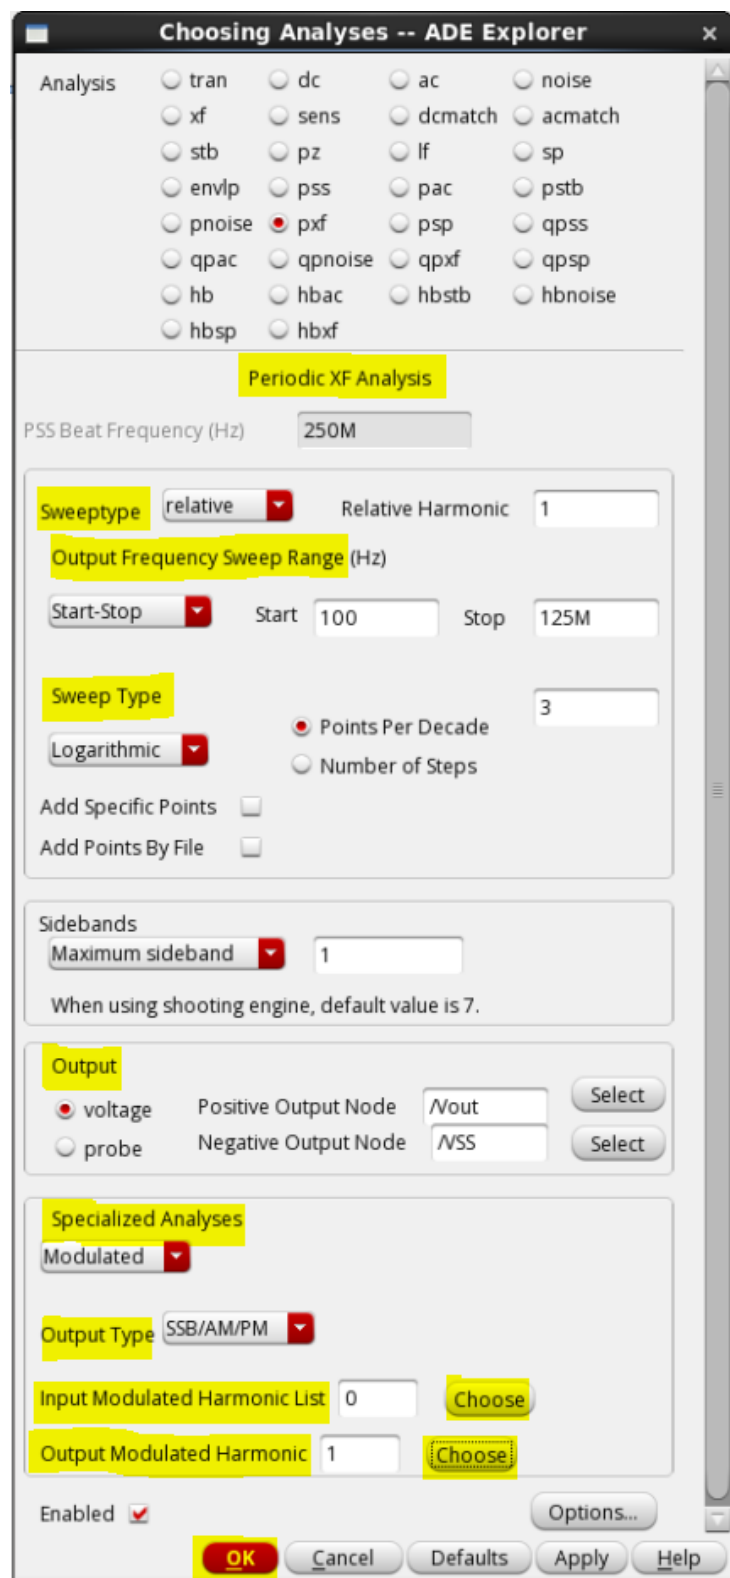 Choosing Analyses -- ADE Explorer
Analysis tran dc ac noise
xf sens dcmatch acmatch
stb pz lf sp
envlp pss pac pstb
pnoise pxf psp qpss
qpac qpnoise qpxf qpsp
hb hbac hbstb hbnoise
hbsp hbxf
Periodic XF Analysis
PSS Beat Frequency (Hz) 250M
Sweeptype relative Relative Harmonic 1
Output Frequency Sweep Range (Hz)
Start-Stop Start 100 Stop 125M
Sweep Type
Logarithmic Points Per Decade 3
Number of Steps
Add Specific Points
Add Points By File
Sidebands
Maximum sideband 1
When using shooting engine, default value is 7.
Output
voltage Positive Output Node /Vout Select
probe Negative Output Node /VSS Select
Specialized Analyses
Modulated
Output Type SSB/AM/PM
Input Modulated Harmonic List 0 Choose
Output Modulated Harmonic 1 Choose
Enabled Options...
OK Cancel Defaults Apply Help